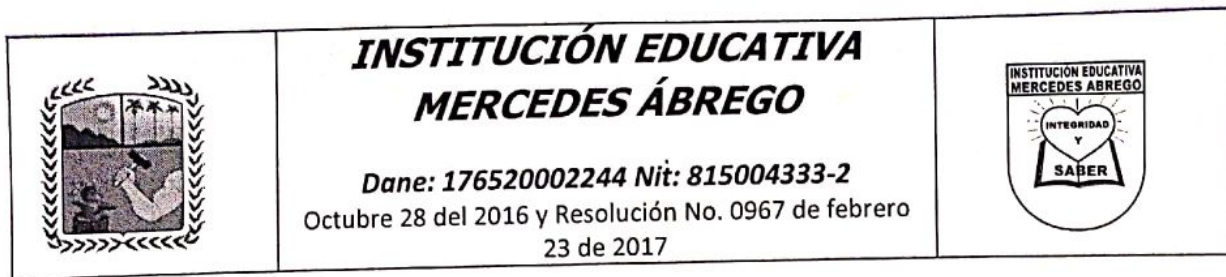 INSTITUCIÓN EDUCATIVA
MERCEDES ÁBREGO
Dane: 176520002244 Nit: 815004333-2
Octubre 28 del 2016 y Resolución No. 0967 de febrero
23 de 2017
INSTITUCIÓN EDUCATIVA
MERCEDES ABREGO
INTEGRIDAD
Y
SABER